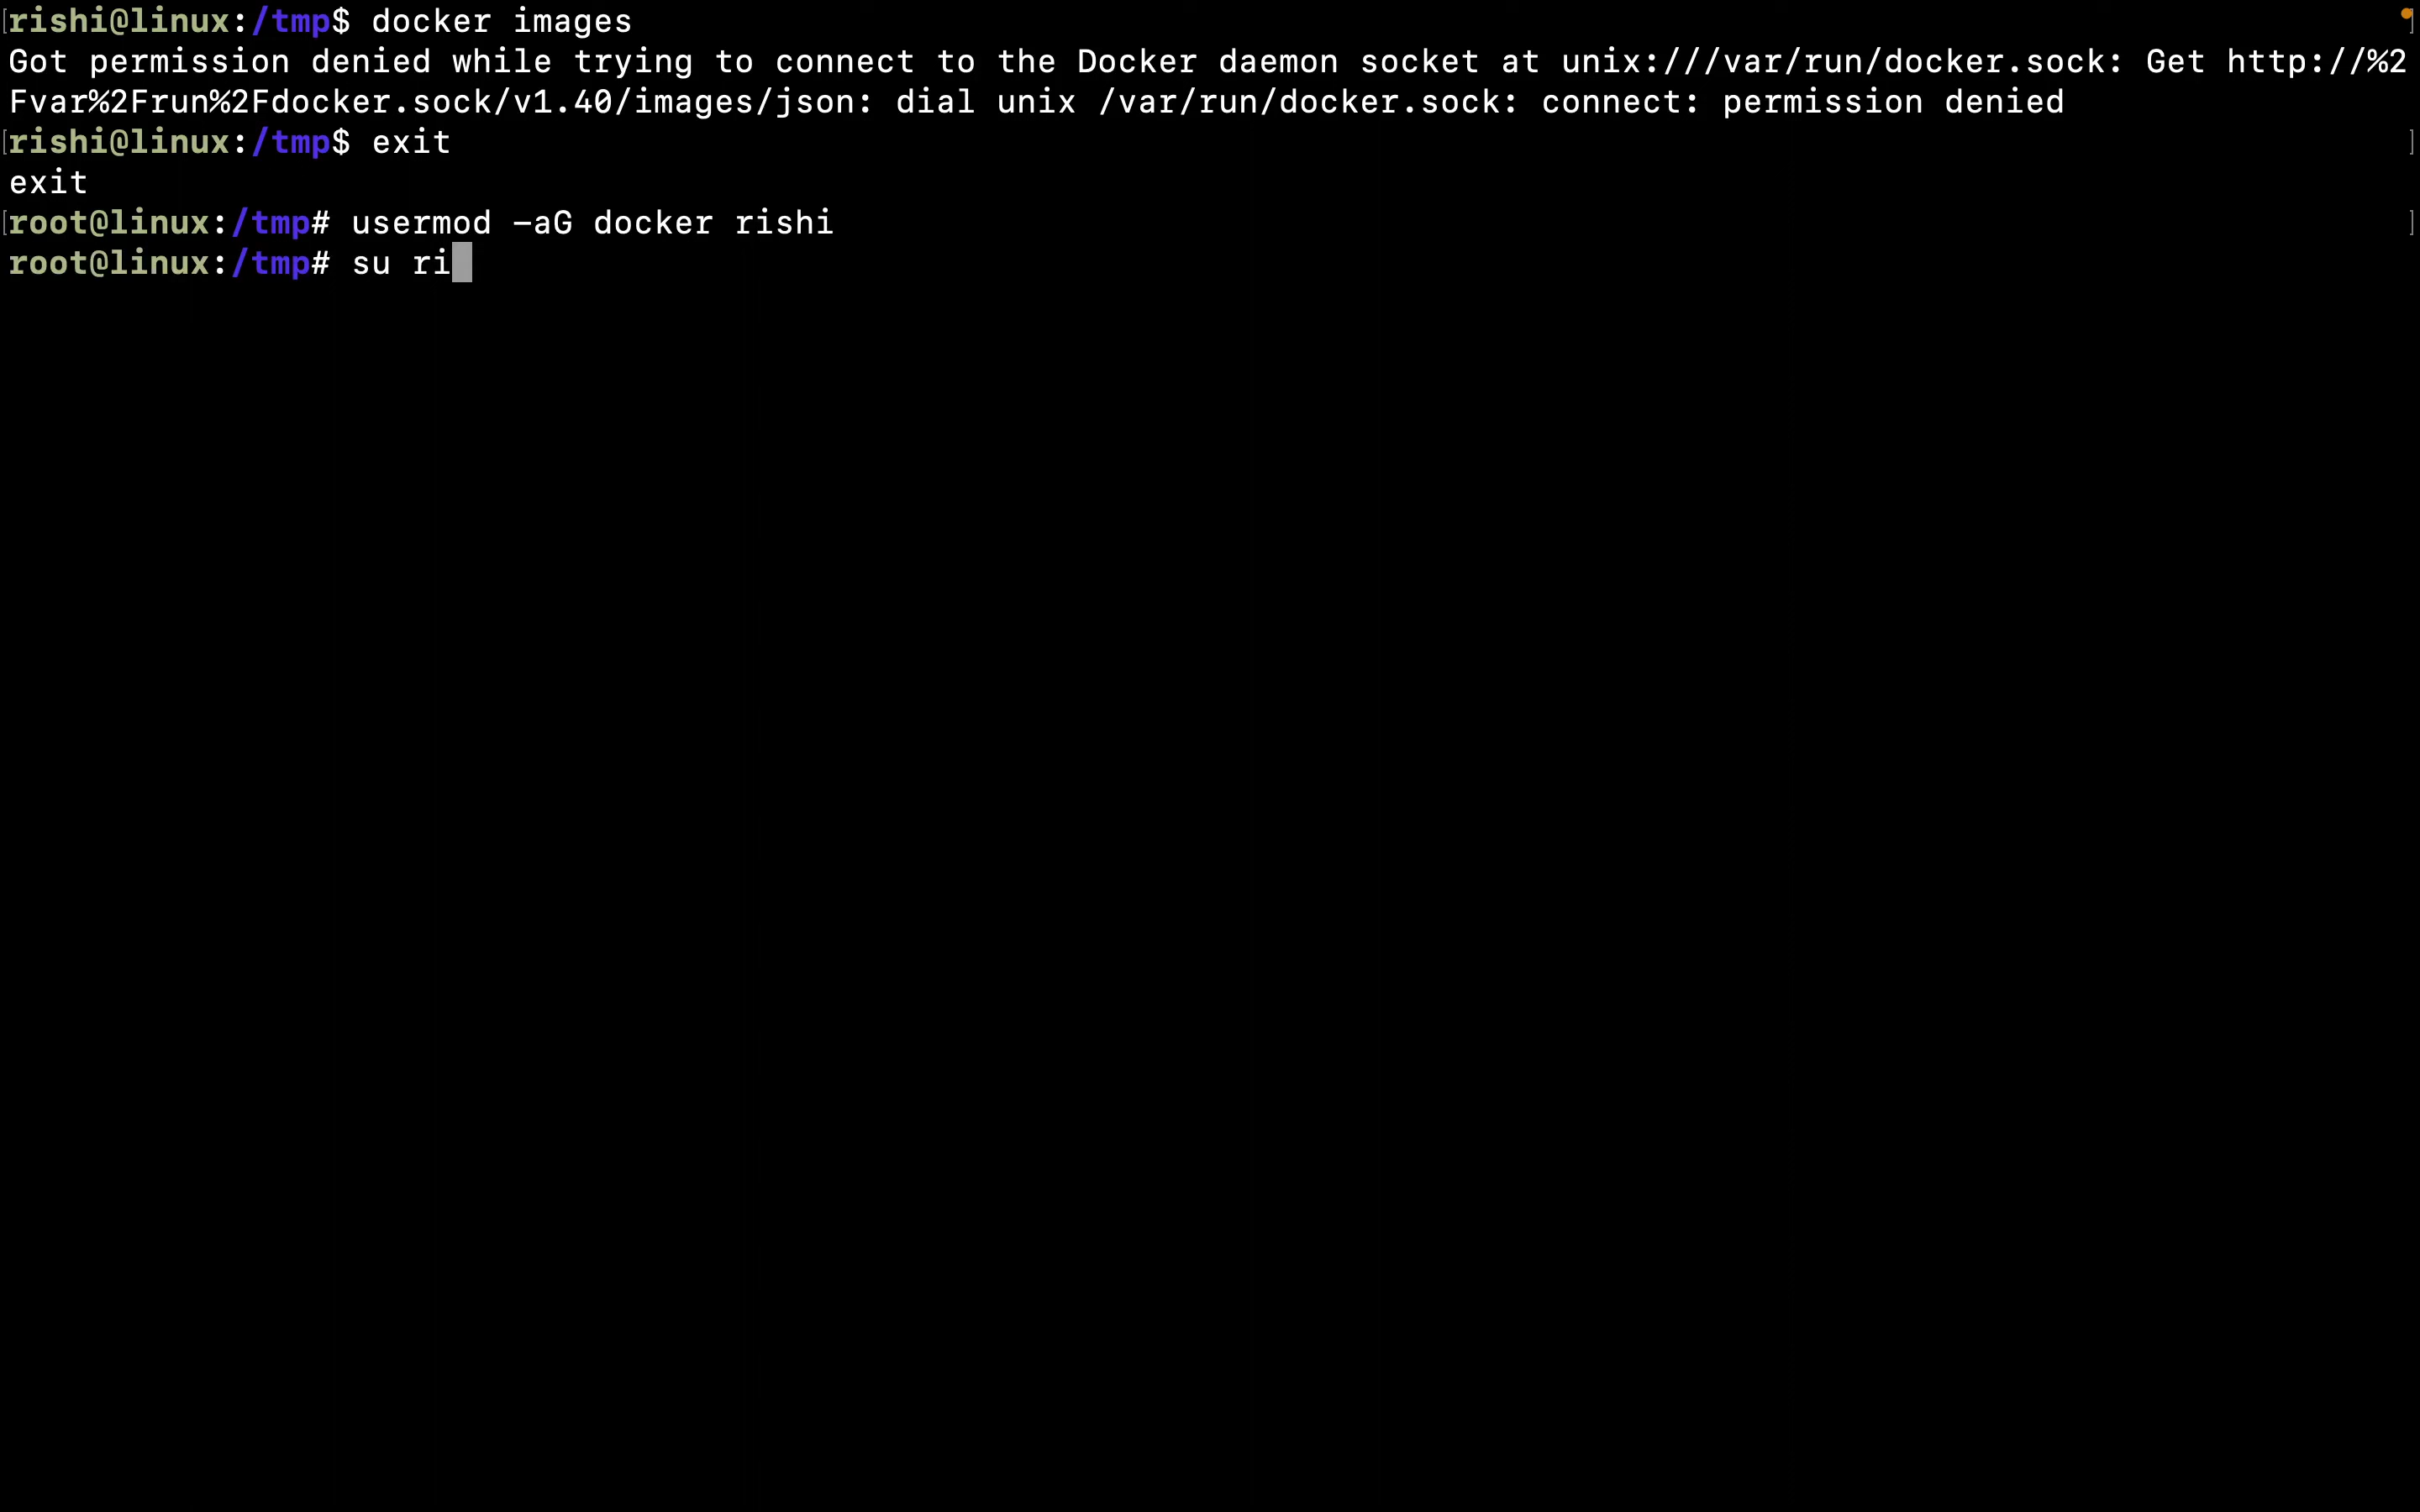 [rishi@linux:/tmp$ docker images ]
Got permission denied while trying to connect to the Docker daemon socket at unix:///var/run/docker.sock: Get http://%2
Fvar%2Frun%2Fdocker.sock/v1.40/images/json: dial unix /var/run/docker.sock: connect: permission denied
[rishi@linux:/tmp$ exit ]
exit
[root@linux:/tmp# usermod -aG docker rishi ]
root@linux:/tmp# su ri